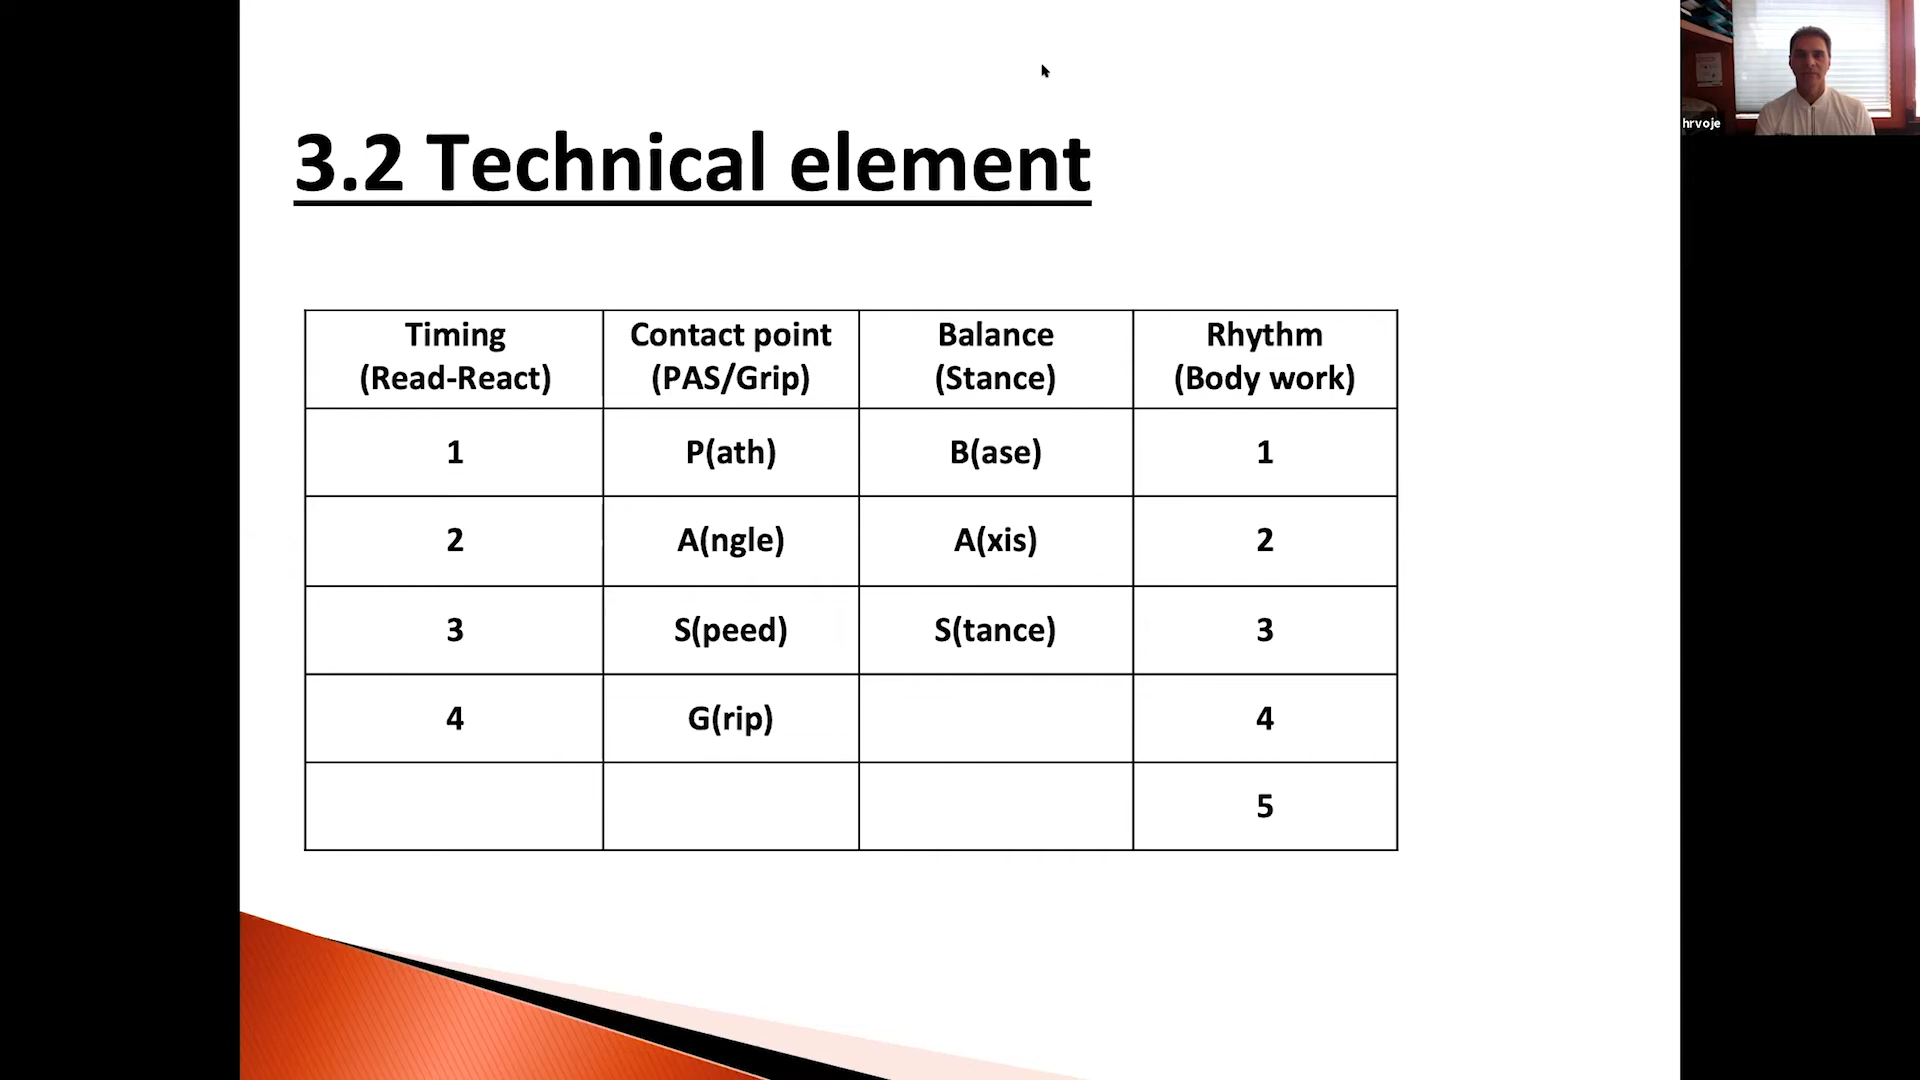 hrvoje
3.2 Technical element
Timing (Read-React) Contact point (PAS/Grip) Balance (Stance) Rhythm (Body work)
1 P(ath) B(ase) 1
2 A(ngle) A(xis) 2
3 S(peed) S(tance) 3
4 G(rip) 4
5